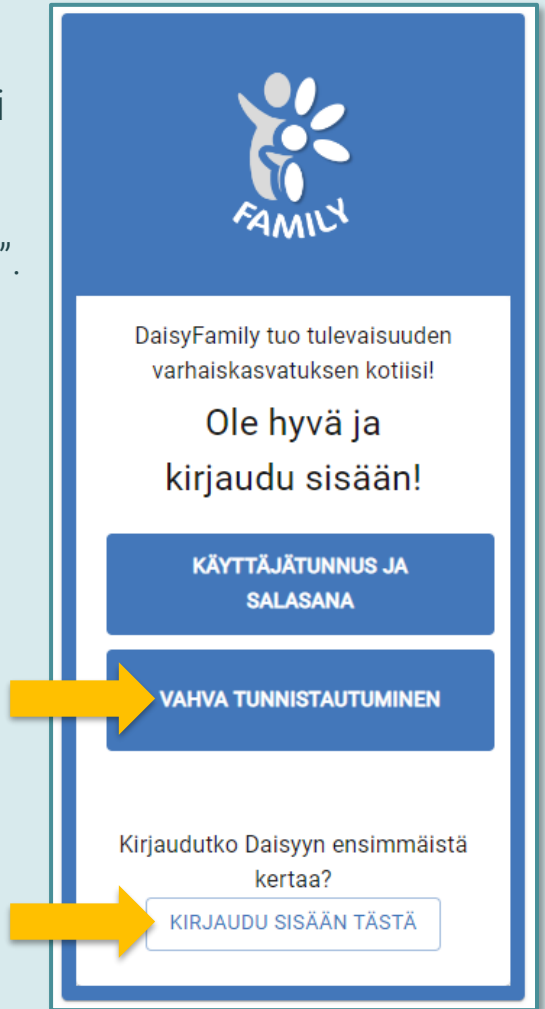 i
”.
FAMILY
DaisyFamily tuo tulevaisuuden
varhaiskasvatuksen kotiisi!
Ole hyvä ja
kirjaudu sisään!
KÄYTTÄJÄTUNNUS JA
SALASANA
VAHVA TUNNISTAUTUMINEN
Kirjaudutko Daisyyn ensimmäistä
kertaa?
KIRJAUDU SISÄÄN TÄSTÄ